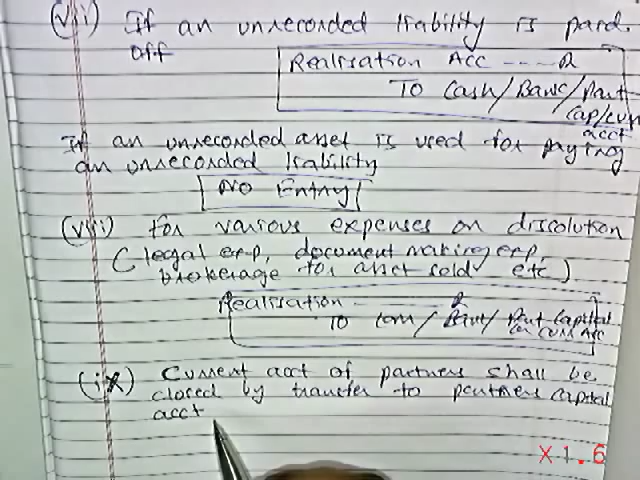 (vii) If an unrecorded liability is paid
off
Realisation Acc ---- Dr
To Cash/Bank/Part
Cap/curr
acct
If an unrecorded asset is used for paying
an unrecorded liability
No Entry
(viii) for various expenses on dissolution
(legal exp, document making exp,
brokerage for asset sold etc)
Realisation ------ Dr
To / Bank/ Part Capital
or curr Acc
(ix) Current acct of partners shall be
closed by transfer to partners capital
acct
X1.6